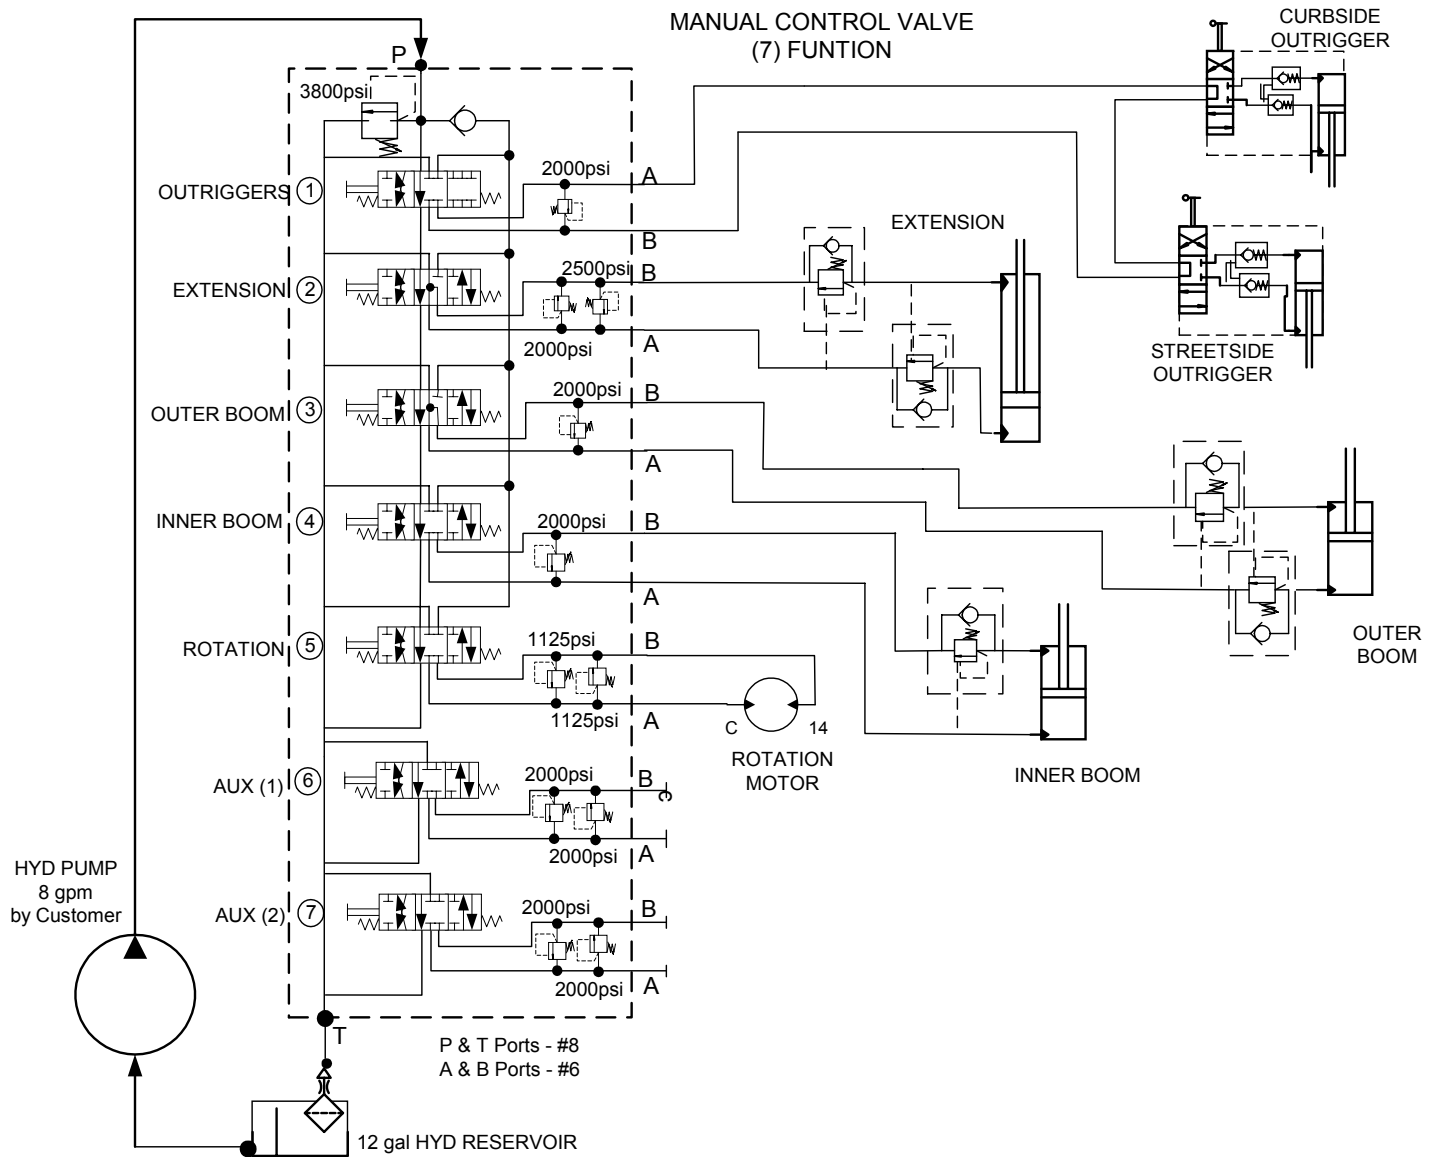 MANUAL CONTROL VALVE
(7) FUNTION
CURBSIDE
OUTRIGGER
P
3800psi
OUTRIGGERS 1
2000psi
A
B
EXTENSION
EXTENSION 2
2500psi
B
2000psi
A
STREETSIDE
OUTRIGGER
OUTER BOOM 3
2000psi
B
A
INNER BOOM 4
2000psi
B
A
ROTATION 5
1125psi
B
1125psi
A
C
14
ROTATION
MOTOR
OUTER
BOOM
INNER BOOM
AUX (1) 6
2000psi
B
C
2000psi
A
HYD PUMP
8 gpm
by Customer
AUX (2) 7
2000psi
B
2000psi
A
T
P & T Ports - #8
A & B Ports - #6
12 gal HYD RESERVOIR